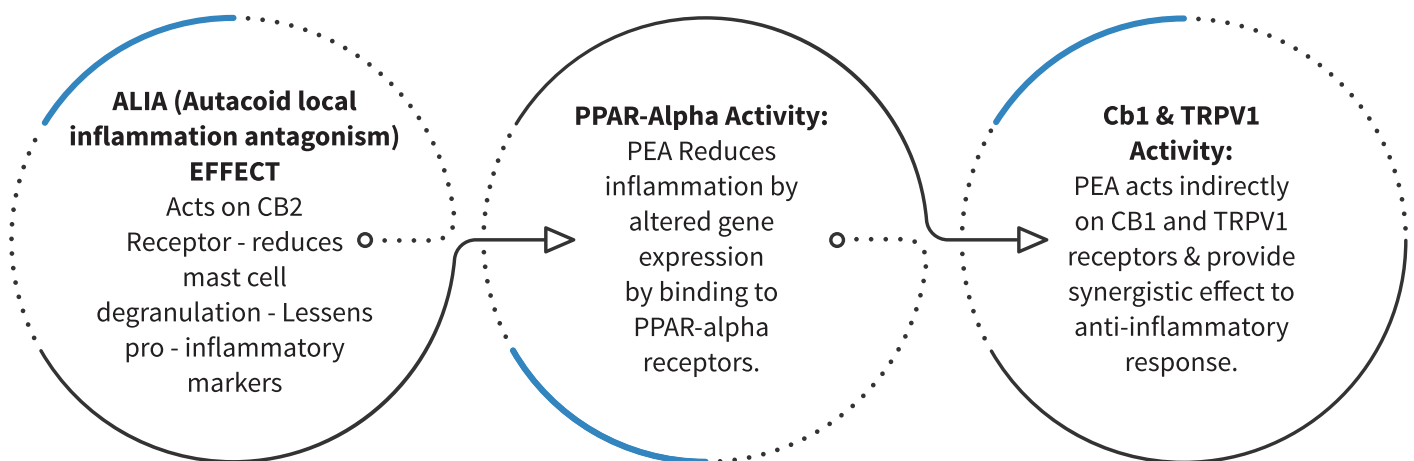 ALIA (Autacoid local
inflammation antagonism)
EFFECT
Acts on CB2
Receptor - reduces
mast cell
degranulation - Lessens
pro - inflammatory
markers
PPAR-Alpha Activity:
PEA Reduces
inflammation by
altered gene
expression
by binding to
PPAR-alpha
receptors.
Cb1 & TRPV1
Activity:
PEA acts indirectly
on CB1 and TRPV1
receptors & provide
synergistic effect to
anti-inflammatory
response.